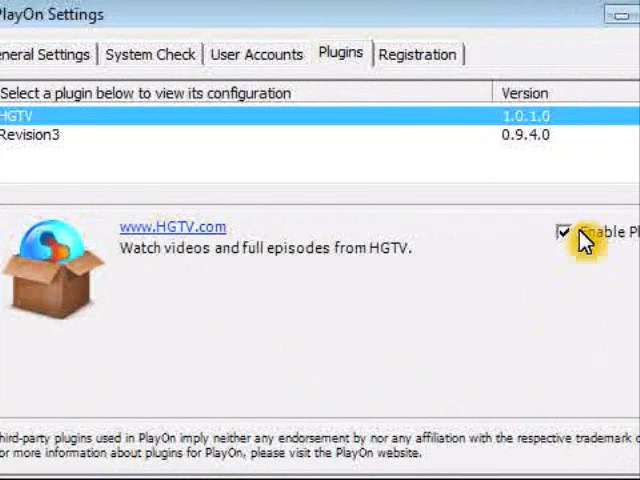 PlayOn Settings
eneral Settings System Check User Accounts Plugins Registration
Select a plugin below to view its configuration Version
HGTV 1.0.1.0
Revision3 0.9.4.0
www.HGTV.com
Enable Pl
Watch videos and full episodes from HGTV.
hird-party plugins used in PlayOn imply neither any endorsement by nor any affiliation with the respective trademark o
or more information about plugins for PlayOn, please visit the PlayOn website.